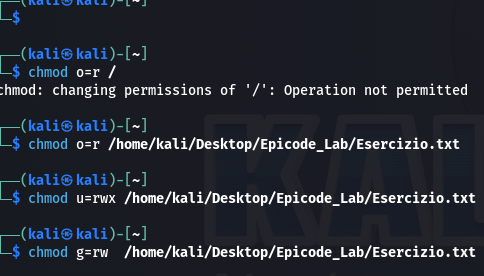 (kali㉿kali)-[~]
$
(kali㉿kali)-[~]
$ chmod o=r /
chmod: changing permissions of '/': Operation not permitted
(kali㉿kali)-[~]
$ chmod o=r /home/kali/Desktop/Epicode_Lab/Esercizio.txt
(kali㉿kali)-[~]
$ chmod u=rwx /home/kali/Desktop/Epicode_Lab/Esercizio.txt
(kali㉿kali)-[~]
$ chmod g=rw  /home/kali/Desktop/Epicode_Lab/Esercizio.txt